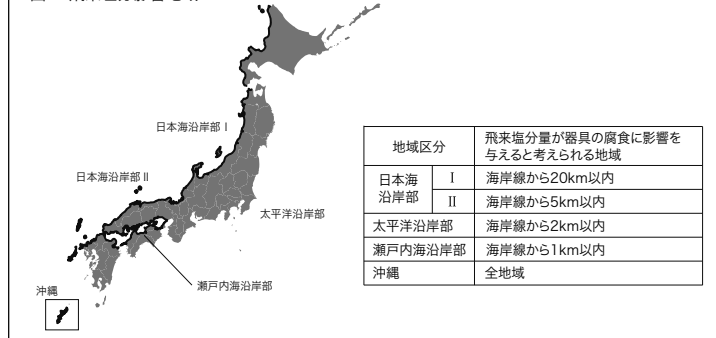 日本海沿岸部Ⅰ
日本海沿岸部Ⅱ
太平洋沿岸部
瀬戸内海沿岸部
沖縄
地域区分
飛来塩分量が器具の腐食に影響を
与えると考えられる地域
日本海
沿岸部
Ⅰ
海岸線から20km以内
Ⅱ
海岸線から5km以内
太平洋沿岸部
海岸線から2km以内
瀬戸内海沿岸部
海岸線から1km以内
沖縄
全地域